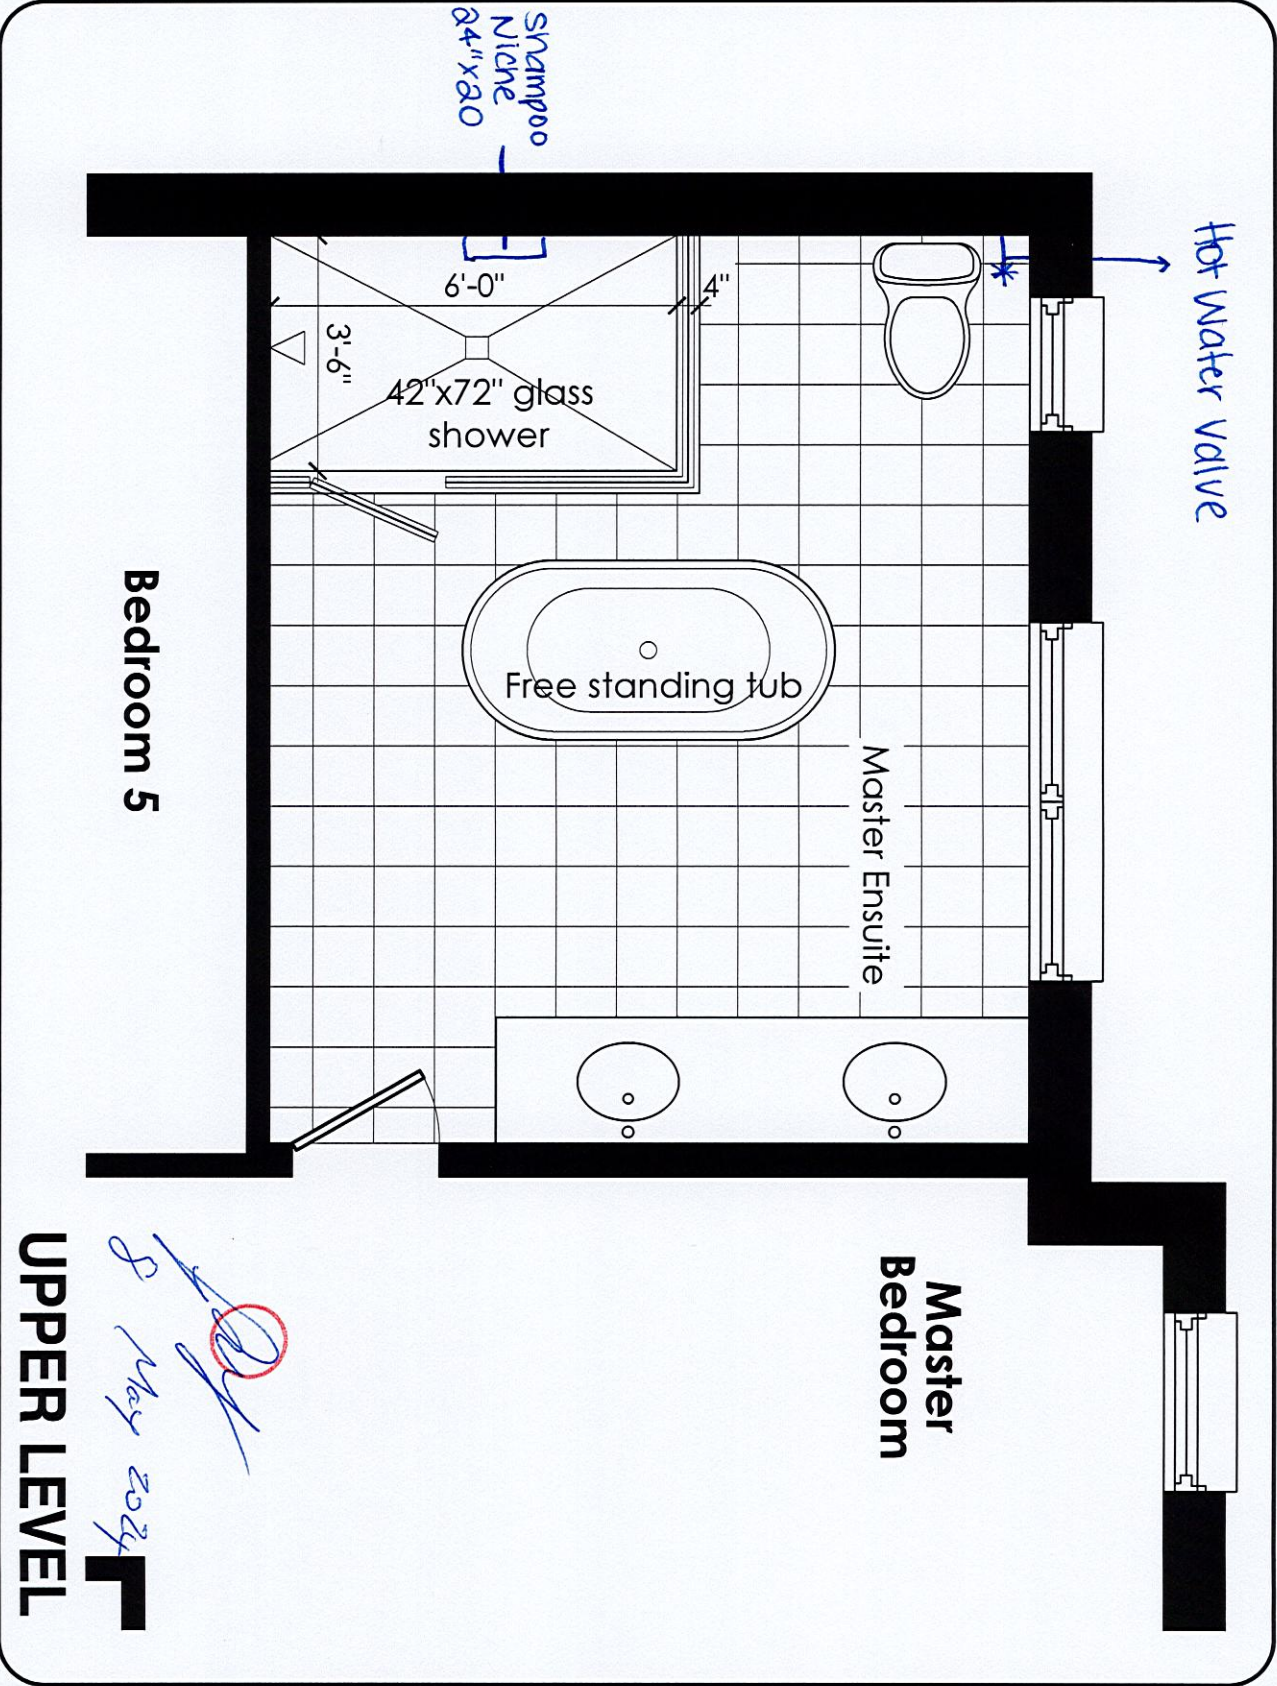 Shampoo
Niche
24"x20
Hot Water Valve
6'-0"
4"
3'-6"
42"x72" glass
shower
Free standing tub
Master Ensuite
Bedroom 5
Master
Bedroom
8 May 2024
UPPER LEVEL